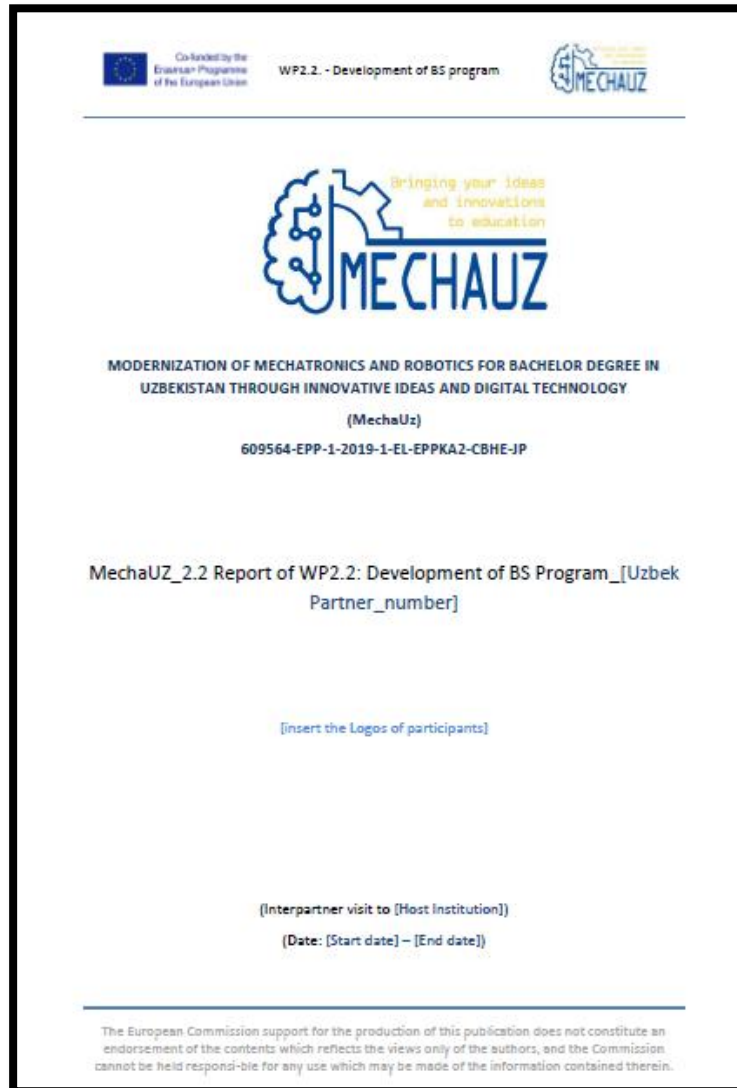 Co-funded by the
Erasmus+ Programme
of the European Union
WP2.2. - Development of BS program
MECHAUZ
Bringing your ideas
and innovations
to education
MECHAUZ
MODERNIZATION OF MECHATRONICS AND ROBOTICS FOR BACHELOR DEGREE IN
UZBEKISTAN THROUGH INNOVATIVE IDEAS AND DIGITAL TECHNOLOGY
(MechaUz)
609564-EPP-1-2019-1-EL-EPPKA2-CBHE-JP
MechaUZ_2.2 Report of WP2.2: Development of BS Program_[Uzbek
Partner_number]
[insert the Logos of participants]
(Interpartner visit to [Host Institution])
(Date: [Start date] – [End date])
The European Commission support for the production of this publication does not constitute an
endorsement of the contents which reflects the views only of the authors, and the Commission
cannot be held responsi-ble for any use which may be made of the information contained therein.